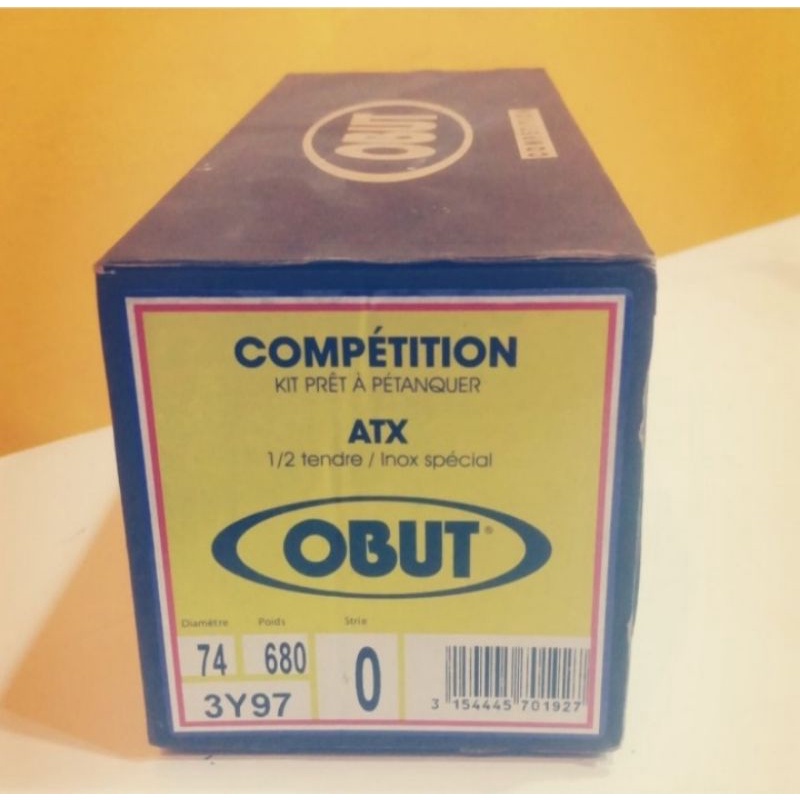 OBUT
COMPÉTITION
COMPÉTITION
KIT PRÊT À PÉTANQUER
ATX
1/2 tendre / Inox spécial
OBUT®
Diamètre Poids Strie
74 680 0
3Y97
3 154445 701927